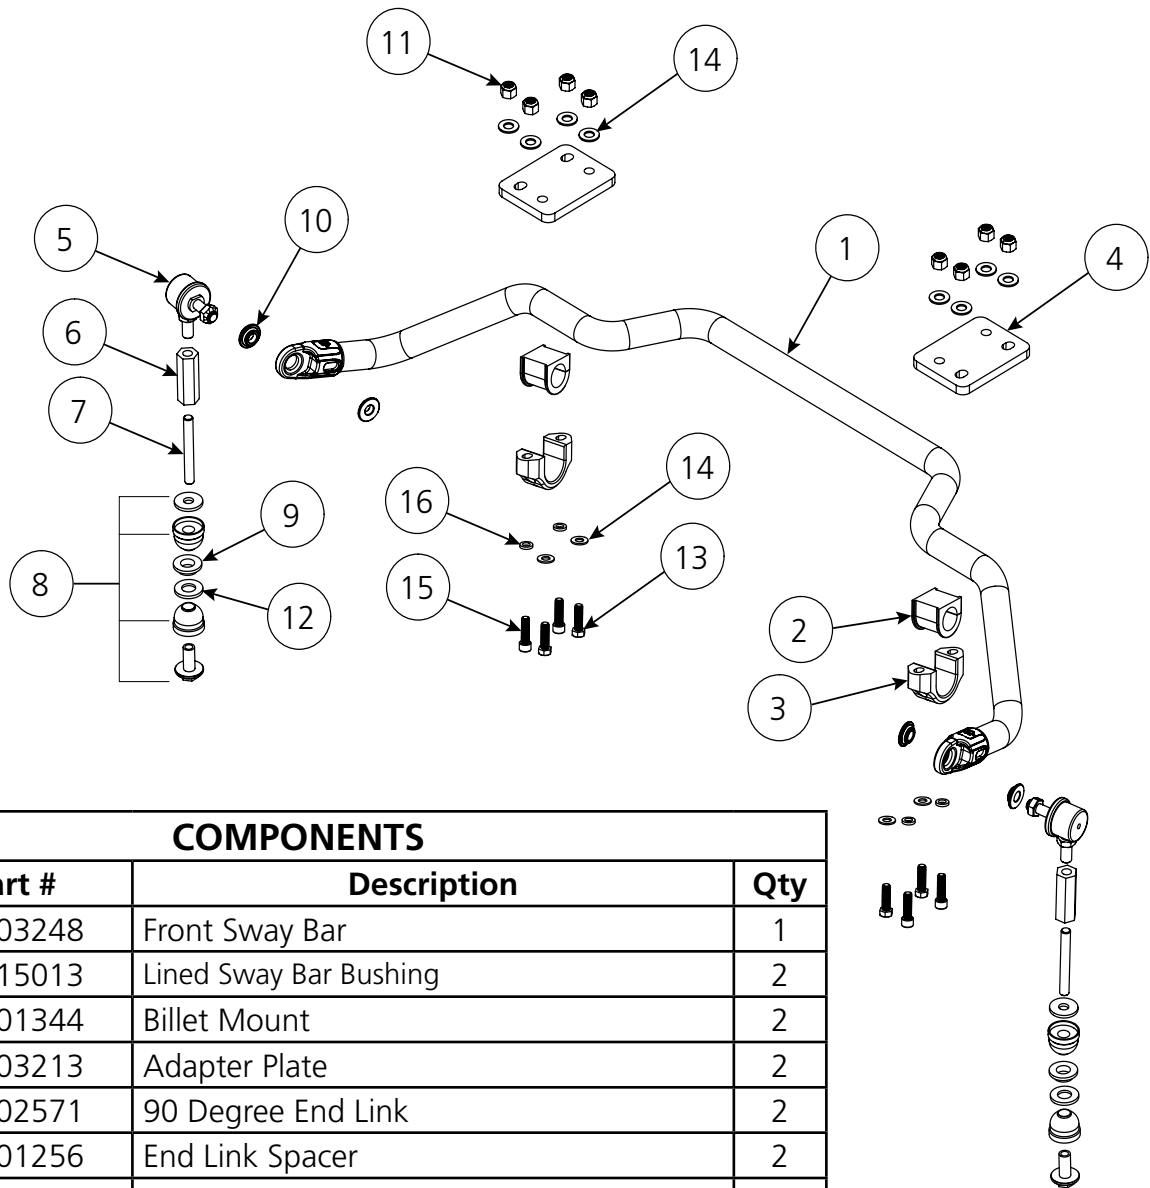 11
14
10
5
1
4
6
7
14
16
9
13
8
15
12
2
3
COMPONENTS
art # Description Qty
03248 Front Sway Bar 1
15013 Lined Sway Bar Bushing 2
01344 Billet Mount 2
03213 Adapter Plate 2
02571 90 Degree End Link 2
01256 End Link Spacer 2